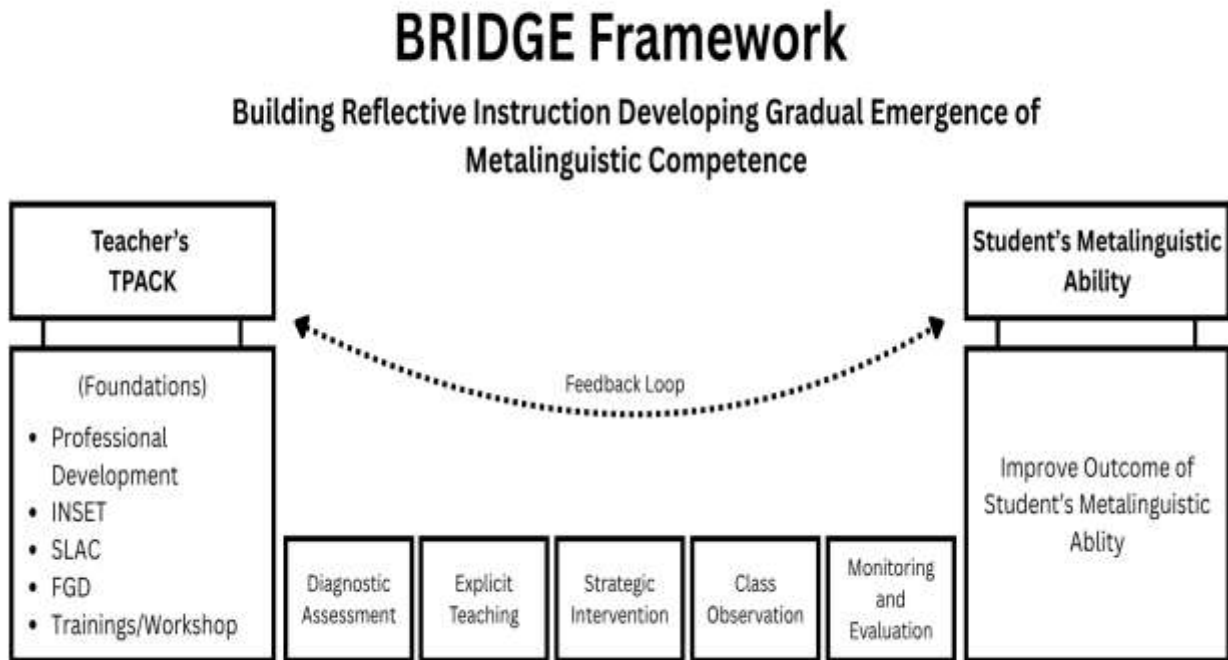 BRIDGE Framework
Building Reflective Instruction Developing Gradual Emergence of
Metalinguistic Competence
Teacher's
TPACK
(Foundations)
• Professional
Development
• INSET
• SLAC
• FGD
• Trainings/Workshop
Feedback Loop
Diagnostic
Assessment
Explicit
Teaching
Strategic
Intervention
Class
Observation
Monitoring
and
Evaluation
Student's Metalinguistic
Ability
Improve Outcome of
Student's Metalinguistic
Ablity